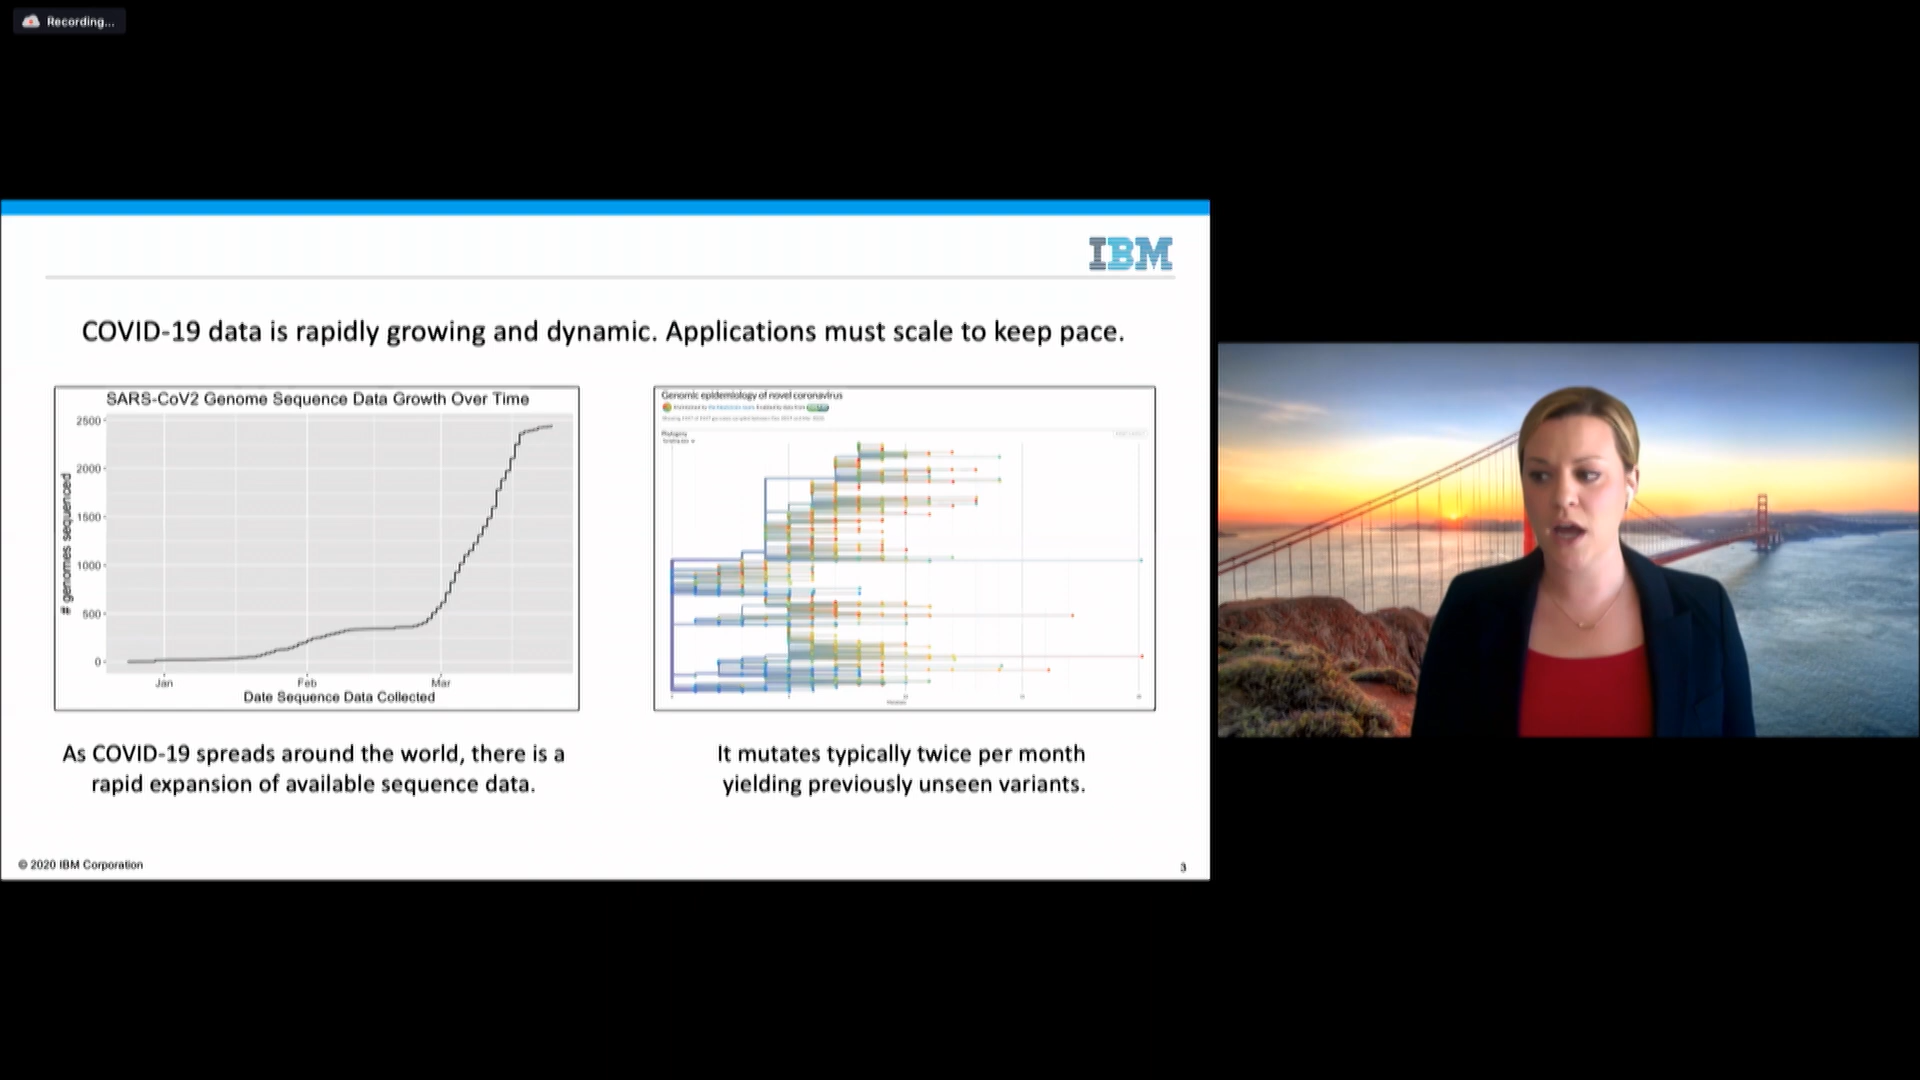 Recording...
IBM
COVID-19 data is rapidly growing and dynamic. Applications must scale to keep pace.
SARS-CoV2 Genome Sequence Data Growth Over Time
2500
2000
1500
1000
500
0
# genomes sequenced
Jan Feb Mar
Date Sequence Data Collected
Genomic epidemiology of novel coronavirus
Phylogeny
As COVID-19 spreads around the world, there is a
rapid expansion of available sequence data.
It mutates typically twice per month
yielding previously unseen variants.
© 2020 IBM Corporation
3